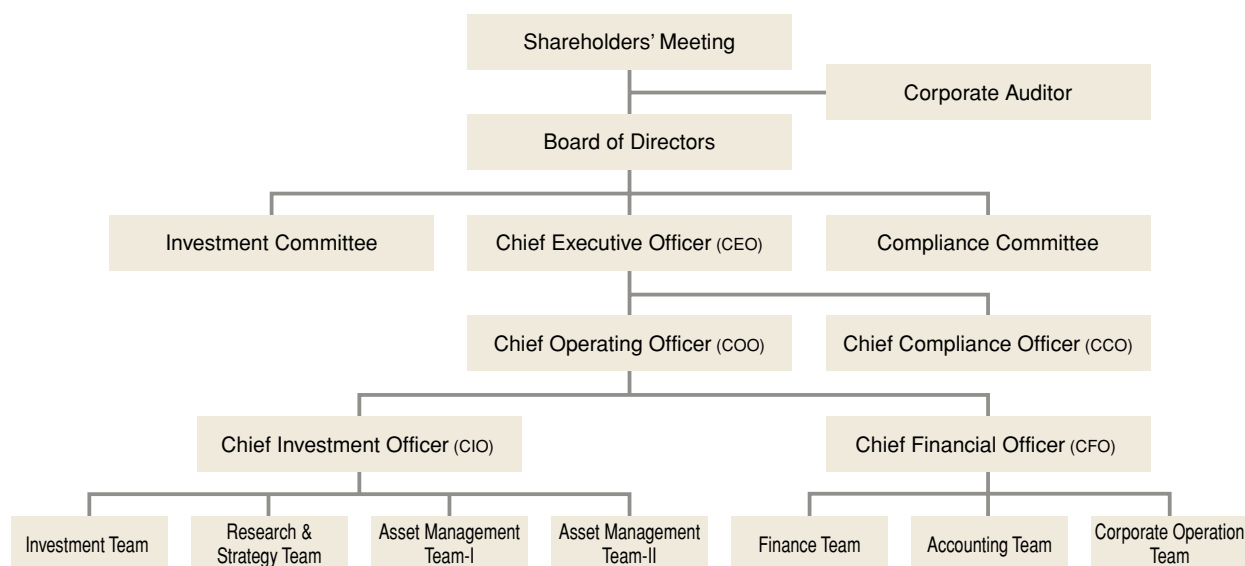 Shareholders' Meeting
Corporate Auditor
Board of Directors
Investment Committee
Chief Executive Officer (CEO)
Compliance Committee
Chief Operating Officer (COO)
Chief Compliance Officer (CCO)
Chief Investment Officer (CIO)
Chief Financial Officer (CFO)
Investment Team
Research &
Strategy Team
Asset Management
Team-I
Asset Management
Team-II
Finance Team
Accounting Team
Corporate Operation
Team